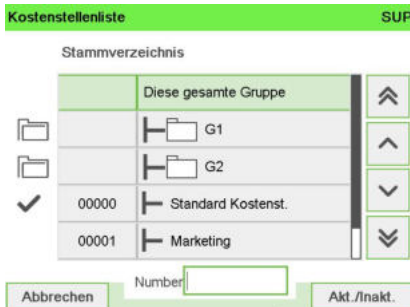 Kostenstellenliste SUP
Stammverzeichnis
Diese gesamte Gruppe
G1
G2
00000 Standard Kostenst.
00001 Marketing
Number
Abbrechen Akt./Inakt.